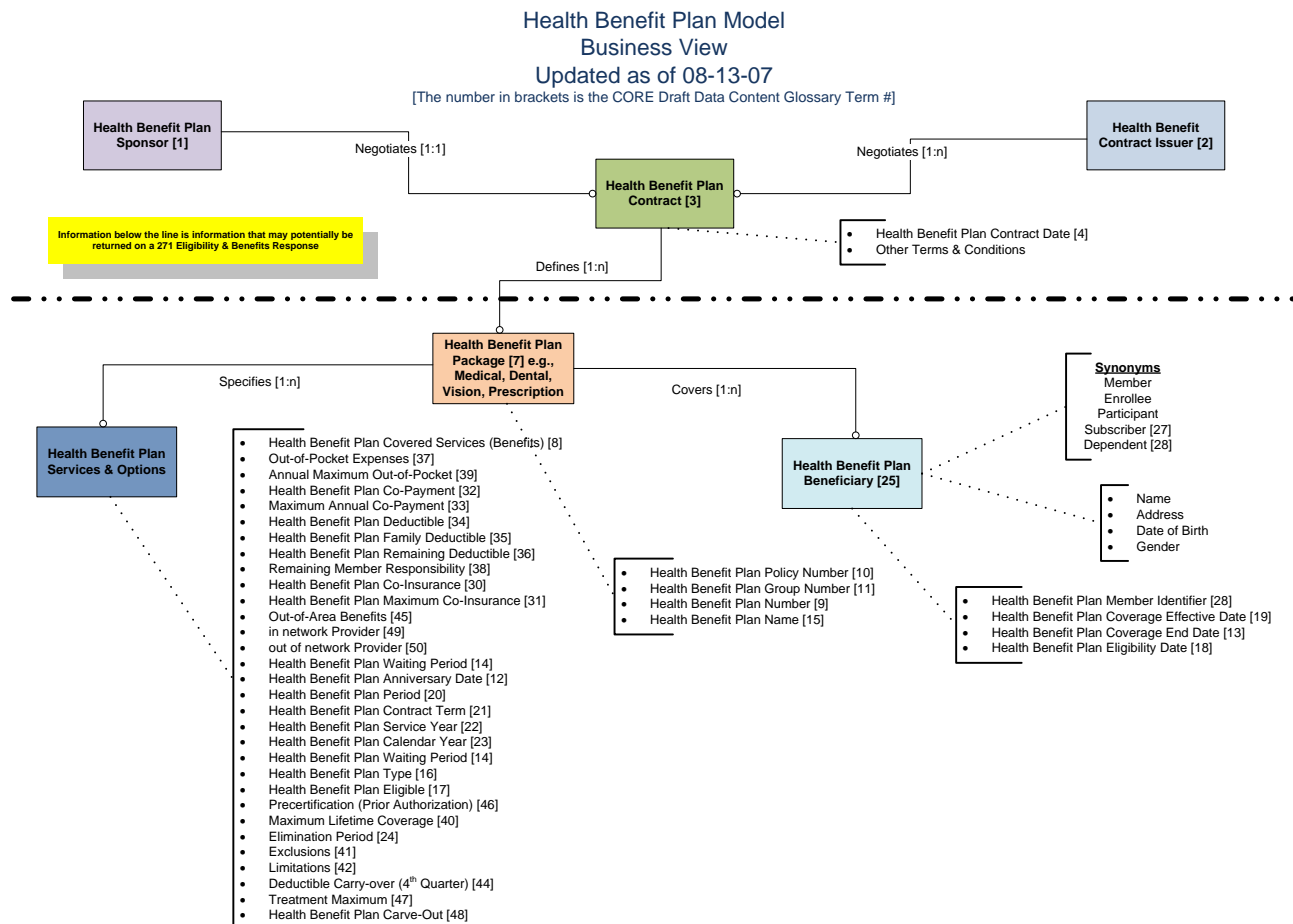 Health Benefit Plan Model
Business View
Updated as of 08-13-07
[The number in brackets is the CORE Draft Data Content Glossary Term #]
Health Benefit Plan
Sponsor [1]
Negotiates [1:1]
Health Benefit Plan
Contract [3]
Negotiates [1:n]
Health Benefit
Contract Issuer [2]
Information below the line is information that may potentially be
returned on a 271 Eligibility & Benefits Response
• Health Benefit Plan Contract Date [4]
• Other Terms & Conditions
Defines [1:n]
Health Benefit Plan
Package [7] e.g.,
Medical, Dental,
Vision, Prescription
Specifies [1:n]
Covers [1:n]
Health Benefit Plan
Services & Options
• Health Benefit Plan Covered Services (Benefits) [8]
• Out-of-Pocket Expenses [37]
• Annual Maximum Out-of-Pocket [39]
• Health Benefit Plan Co-Payment [32]
• Maximum Annual Co-Payment [33]
• Health Benefit Plan Deductible [34]
• Health Benefit Plan Family Deductible [35]
• Health Benefit Plan Remaining Deductible [36]
• Remaining Member Responsibility [38]
• Health Benefit Plan Co-Insurance [30]
• Health Benefit Plan Maximum Co-Insurance [31]
• Out-of-Area Benefits [45]
• in network Provider [49]
• out of network Provider [50]
• Health Benefit Plan Waiting Period [14]
• Health Benefit Plan Anniversary Date [12]
• Health Benefit Plan Period [20]
• Health Benefit Plan Contract Term [21]
• Health Benefit Plan Service Year [22]
• Health Benefit Plan Calendar Year [23]
• Health Benefit Plan Waiting Period [14]
• Health Benefit Plan Type [16]
• Health Benefit Plan Eligible [17]
• Precertification (Prior Authorization) [46]
• Maximum Lifetime Coverage [40]
• Elimination Period [24]
• Exclusions [41]
• Limitations [42]
• Deductible Carry-over (4th Quarter) [44]
• Treatment Maximum [47]
• Health Benefit Plan Carve-Out [48]
• Health Benefit Plan Policy Number [10]
• Health Benefit Plan Group Number [11]
• Health Benefit Plan Number [9]
• Health Benefit Plan Name [15]
Health Benefit Plan
Beneficiary [25]
Synonyms
Member
Enrollee
Participant
Subscriber [27]
Dependent [28]
• Name
• Address
• Date of Birth
• Gender
• Health Benefit Plan Member Identifier [28]
• Health Benefit Plan Coverage Effective Date [19]
• Health Benefit Plan Coverage End Date [13]
• Health Benefit Plan Eligibility Date [18]